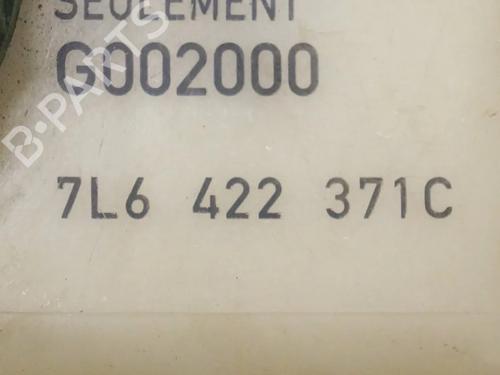 SEULEMENT
G002000
7L6 422 371C
B-PARTS